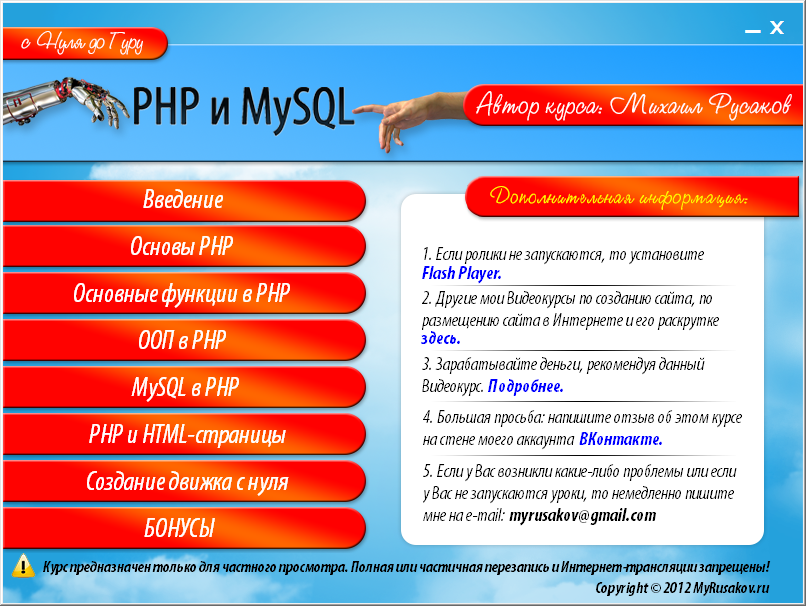 с Нуля до Гуру
PHP и MySQL
Автор курса: Михаил Русаков
Введение
Основы PHP
Основные функции в PHP
ООП в PHP
MySQL в PHP
PHP и HTML-страницы
Создание движка с нуля
БОНУСЫ
Дополнительная информация:
1. Если ролики не запускаются, то установите
Flash Player.
2. Другие мои Видеокурсы по созданию сайта, по
размещению сайта в Интернете и его раскрутке
здесь.
3. Зарабатывайте деньги, рекомендуя данный
Видеокурс. Подробнее.
4. Большая просьба: напишите отзыв об этом курсе
на стене моего аккаунта ВКонтакте.
5. Если у Вас возникли какие-либо проблемы или если
у Вас не запускаются уроки, то немедленно пишите
мне на e-mail: myrusakov@gmail.com
Курс предназначен только для частного просмотра. Полная или частичная перезапись и Интернет-трансляции запрещены!
Copyright © 2012 MyRusakov.ru